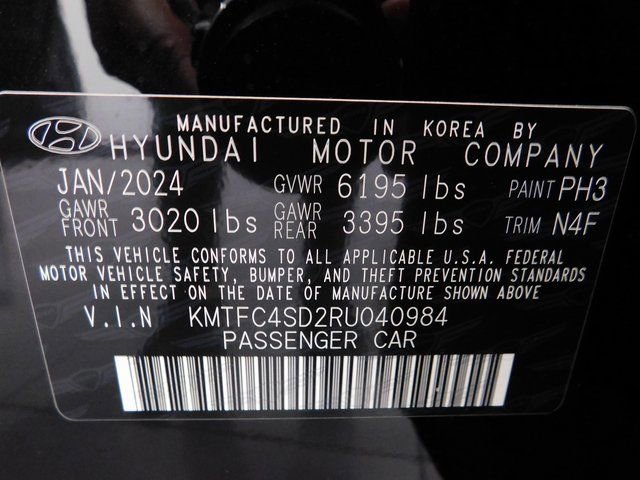 MANUFACTURED IN KOREA BY
HYUNDAI MOTOR COMPANY
JAN/2024 GVWR 6195 lbs PAINT PH3
GAWR FRONT 3020 lbs GAWR REAR 3395 lbs TRIM N4F
THIS VEHICLE CONFORMS TO ALL APPLICABLE U.S.A. FEDERAL
MOTOR VEHICLE SAFETY, BUMPER, AND THEFT PREVENTION STANDARDS
IN EFFECT ON THE DATE OF MANUFACTURE SHOWN ABOVE
V.I.N KMTFC4SD2RU040984
PASSENGER CAR